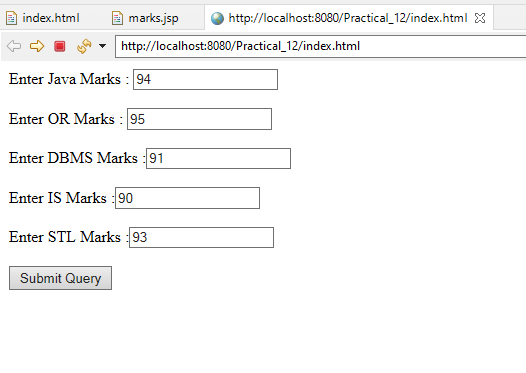 index.html marks.jsp http://localhost:8080/Practical_12/index.html
http://localhost:8080/Practical_12/index.html
Enter Java Marks : 94
Enter OR Marks : 95
Enter DBMS Marks : 91
Enter IS Marks : 90
Enter STL Marks : 93
Submit Query